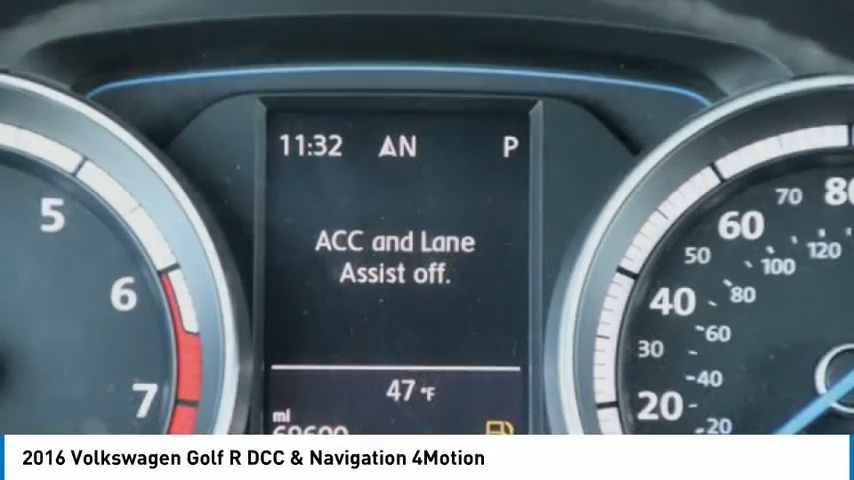 11:32 AN P
ACC and Lane
Assist off.
47 °F
mi
5
6
7
80
70
60
50
40
30
20
120
100
80
60
40
20
2016 Volkswagen Golf R DCC & Navigation 4Motion